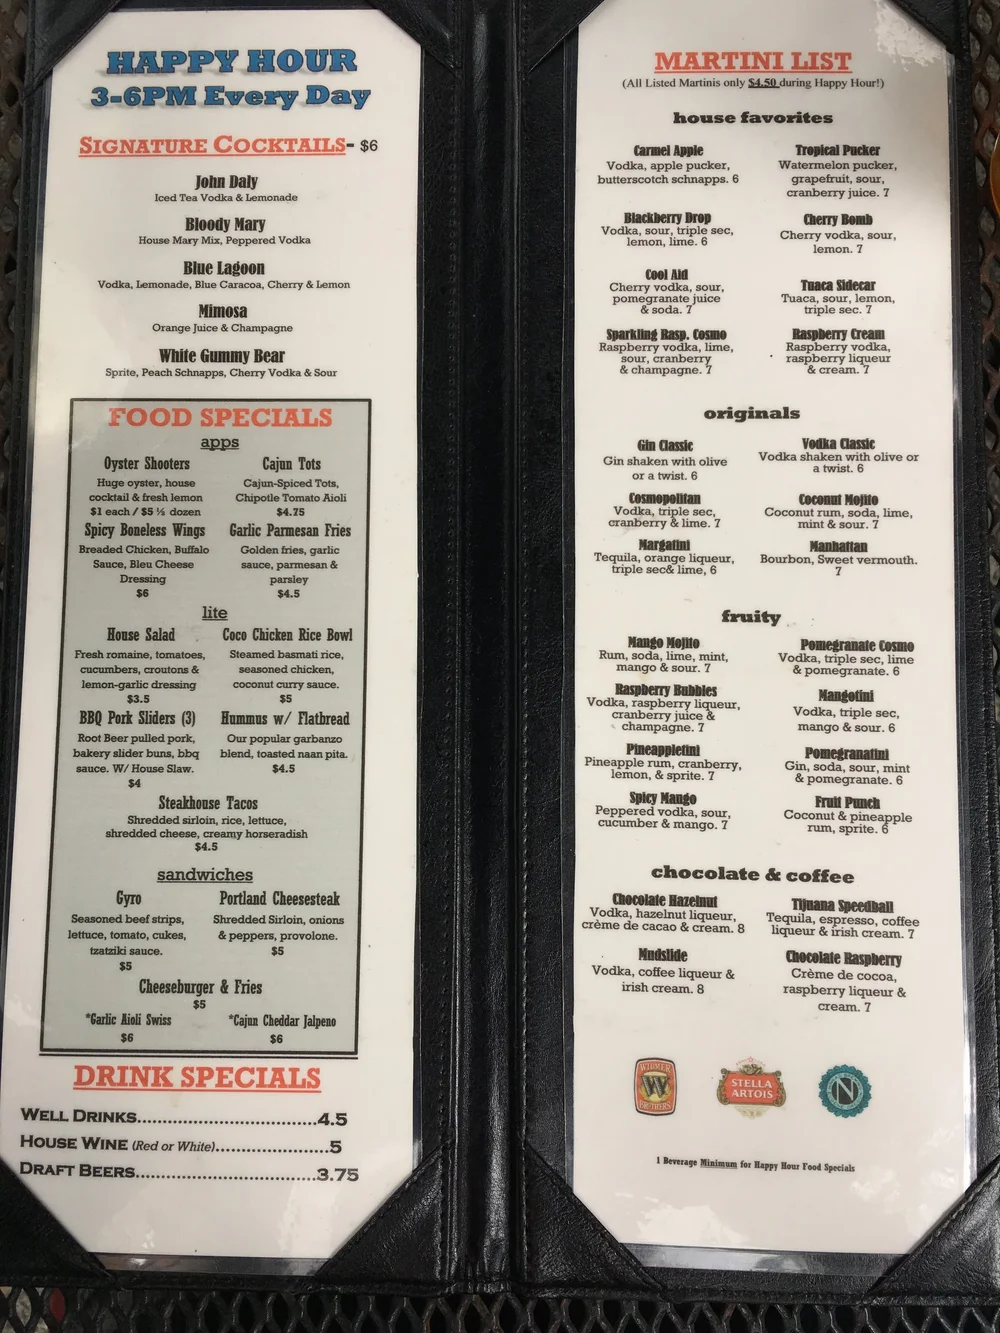 HAPPY HOUR
3-6PM Every Day
SIGNATURE COCKTAILS- $6
John Daly
Iced Tea Vodka & Lemonade
Bloody Mary
House Mary Mix, Peppered Vodka
Blue Lagoon
Vodka, Lemonade, Blue Caracoa, Cherry & Lemon
Mimosa
Orange Juice & Champagne
White Gummy Bear
Sprite, Peach Schnapps, Cherry Vodka & Sour
FOOD SPECIALS
apps
Oyster Shooters
Huge oyster, house
cocktail & fresh lemon
$1 each / $5 ½ dozen
Cajun Tots
Cajun-Spiced Tots,
Chipotle Tomato Aioli
$4.75
Spicy Boneless Wings
Breaded Chicken, Buffalo
Sauce, Bleu Cheese
Dressing
$6
Garlic Parmesan Fries
Golden fries, garlic
sauce, parmesan &
parsley
$4.5
lite
House Salad
Fresh romaine, tomatoes,
cucumbers, croutons &
lemon-garlic dressing
$3.5
Coco Chicken Rice Bowl
Steamed basmati rice,
seasoned chicken,
coconut curry sauce.
$5
BBQ Pork Sliders (3)
Root Beer pulled pork,
bakery slider buns, bbq
sauce. W/ House Slaw.
$4
Hummus w/ Flatbread
Our popular garbanzo
blend, toasted naan pita.
$4.5
Steakhouse Tacos
Shredded sirloin, rice, lettuce,
shredded cheese, creamy horseradish
$4.5
sandwiches
Gyro
Seasoned beef strips,
lettuce, tomato, cukes,
tzatziki sauce.
$5
Portland Cheesesteak
Shredded Sirloin, onions
& peppers, provolone.
$5
Cheeseburger & Fries
$5
*Garlic Aioli Swiss
$6
*Cajun Cheddar Jalpeno
$6
DRINK SPECIALS
WELL DRINKS................................4.5
HOUSE WINE (Red or White)....................5
DRAFT BEERS................................3.75
MARTINI LIST
(All Listed Martinis only $4.50 during Happy Hour!)
house favorites
Carmel Apple
Vodka, apple pucker,
butterscotch schnapps. 6
Tropical Pucker
Watermelon pucker,
grapefruit, sour,
cranberry juice. 7
Blackberry Drop
Vodka, sour, triple sec,
lemon, lime. 6
Cherry Bomb
Cherry vodka, sour,
lemon. 7
Cool Aid
Cherry vodka, sour,
pomegranate juice
& soda. 7
Tuaca Sidecar
Tuaca, sour, lemon,
triple sec. 7
Sparkling Rasp. Cosmo
Raspberry vodka, lime,
sour, cranberry
& champagne. 7
Raspberry Cream
Raspberry vodka,
raspberry liqueur
& cream. 7
originals
Gin Classic
Gin shaken with olive
or a twist. 6
Vodka Classic
Vodka shaken with olive or
a twist. 6
Cosmopolitan
Vodka, triple sec,
cranberry & lime. 7
Coconut Mojito
Coconut rum, soda, lime,
mint & sour. 7
Margatini
Tequila, orange liqueur,
triple sec& lime, 6
Manhattan
Bourbon, Sweet vermouth.
7
fruity
Mango Mojito
Rum, soda, lime, mint,
mango & sour. 7
Pomegranate Cosmo
Vodka, triple sec, lime
& pomegranate. 6
Raspberry Bubbles
Vodka, raspberry liqueur,
cranberry juice &
champagne. 7
Mangotini
Vodka, triple sec,
mango & sour. 6
Pineappletini
Pineapple rum, cranberry,
lemon, & sprite. 7
Pomegranatini
Gin, soda, sour, mint
& pomegranate. 6
Spicy Mango
Peppered vodka, sour,
cucumber & mango. 7
Fruit Punch
Coconut & pineapple
rum, sprite. 6
chocolate & coffee
Chocolate Hazelnut
Vodka, hazelnut liqueur,
crème de cacao & cream. 8
Tijuana Speedball
Tequila, espresso, coffee
liqueur & irish cream. 7
Mudslide
Vodka, coffee liqueur &
irish cream. 8
Chocolate Raspberry
Crème de cocoa,
raspberry liqueur &
cream. 7
WIDMER
W
BROTHERS
STELLA
ARTOIS
N
1 Beverage Minimum for Happy Hour Food Specials